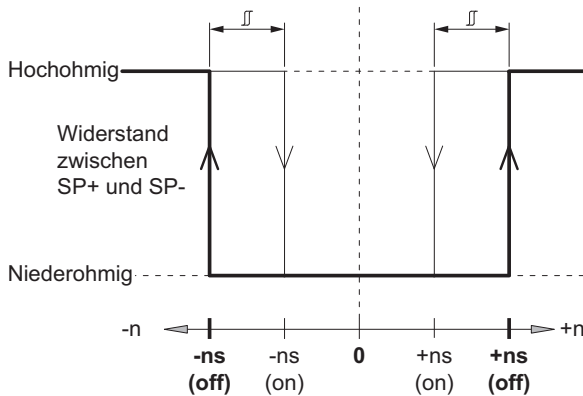 Hochohmig
Widerstand
zwischen
SP+ und SP-
Niederohmig
-n
+n
-ns
(off)
-ns
(on)
0
+ns
(on)
+ns
(off)